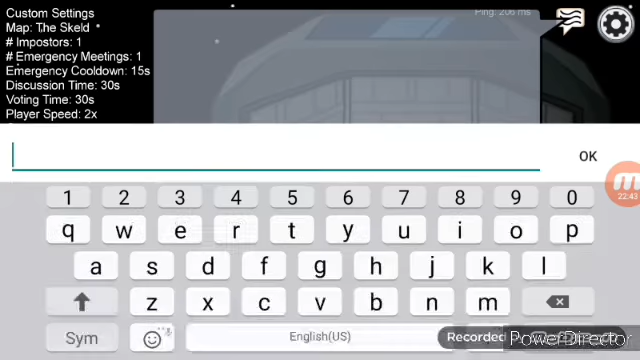 Custom Settings
Map: The Skeld
# Impostors: 1
# Emergency Meetings: 1
Emergency Cooldown: 15s
Discussion Time: 30s
Voting Time: 30s
Player Speed: 2x
Ping: 206 ms
OK
22:43
1 2 3 4 5 6 7 8 9 0
q w e r t y u i o p
a s d f g h j k l
z x c v b n m
Sym
English(US)
Recorded
PowerDirector